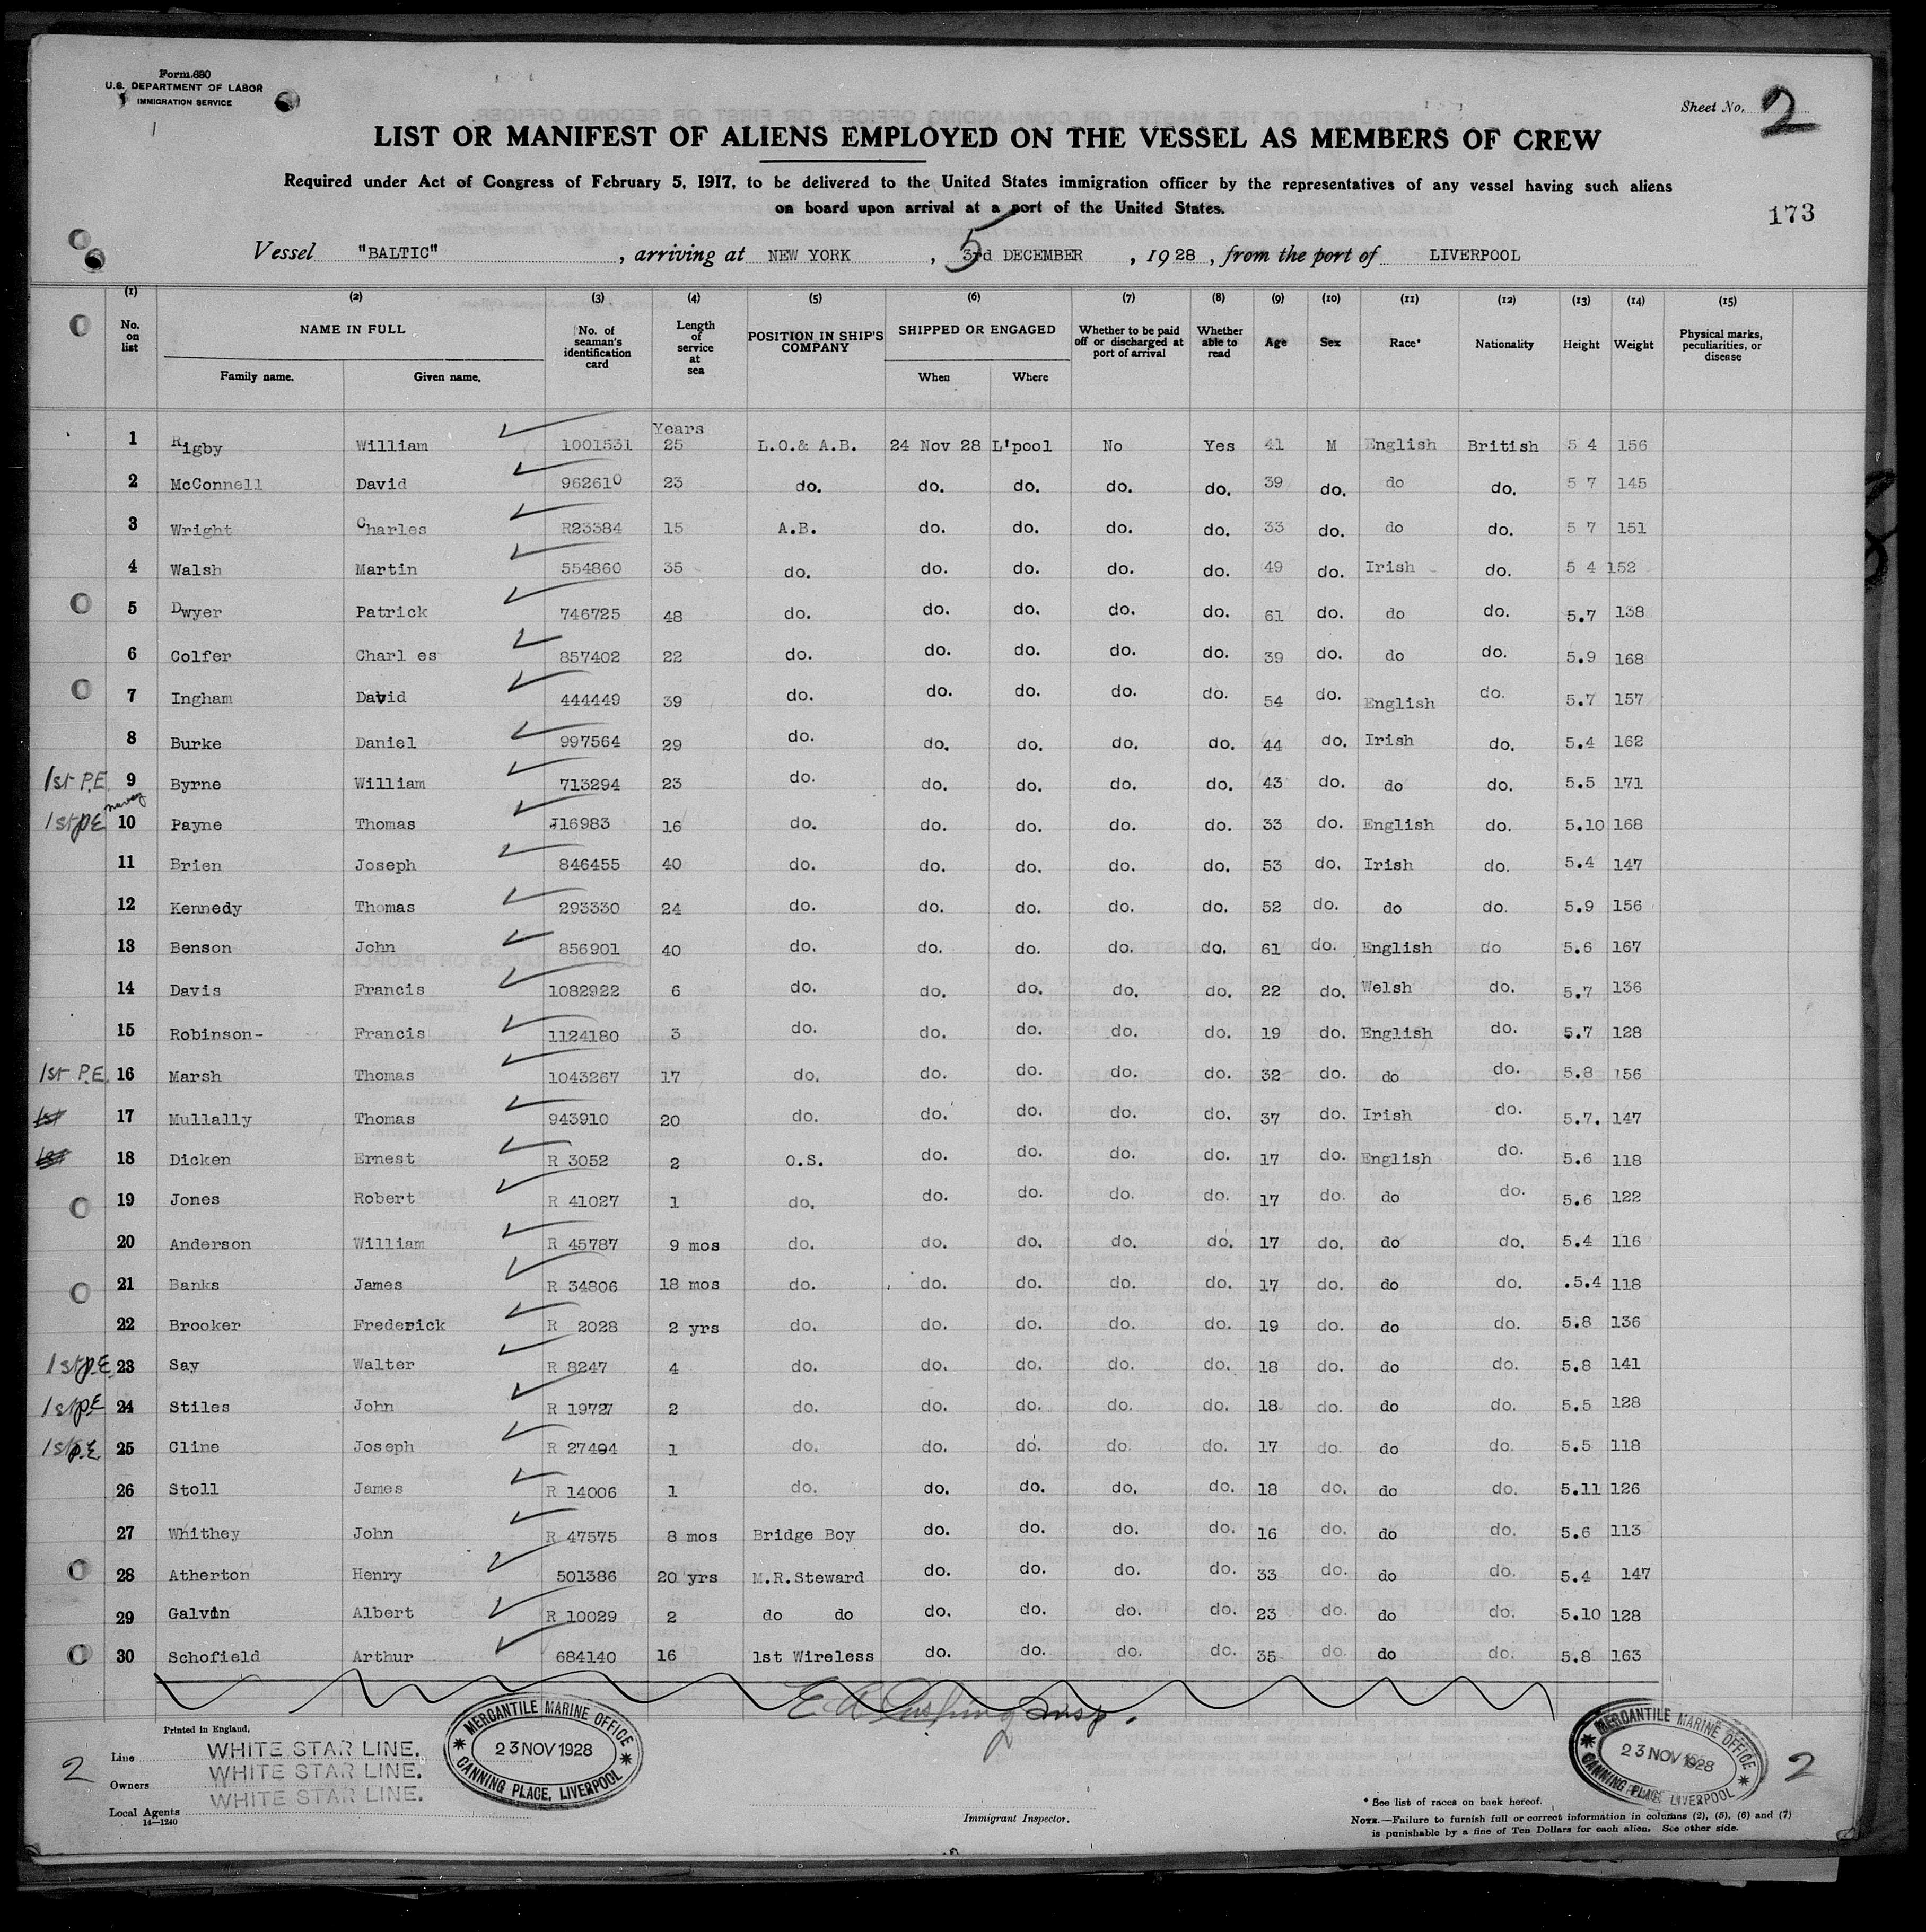 Form 680
U.S. DEPARTMENT OF LABOR
IMMIGRATION SERVICE
Sheet No. 2
LIST OR MANIFEST OF ALIENS EMPLOYED ON THE VESSEL AS MEMBERS OF CREW
Required under Act of Congress of February 5, 1917, to be delivered to the United States immigration officer by the representatives of any vessel having such aliens
on board upon arrival at a port of the United States.
173
Vessel "BALTIC", arriving at NEW YORK, 5 3rd DECEMBER, 1928, from the port of LIVERPOOL
(1) (2) (3) (4) (5) (6) (7) (8) (9) (10) (11) (12) (13) (14) (15)
No. on list NAME IN FULL Family name. Given name. No. of seaman's identification card Length of service at sea POSITION IN SHIP'S COMPANY SHIPPED OR ENGAGED When Where Whether to be paid off or discharged at port of arrival Whether able to read Age Sex Race* Nationality Height Weight Physical marks, peculiarities, or disease
Years
1 Rigby William 1001531 25 L.O.& A.B. 24 Nov 28 L'pool No Yes 41 M English British 5 4 156
2 McConnell David 962610 23 do. do. do. do. do. 39 do. do do. 5 7 145
3 Wright Charles R23384 15 A.B. do. do. do. do. 33 do. do do. 5 7 151
4 Walsh Martin 554860 35 do. do. do. do. do. 49 do. Irish do. 5 4 152
5 Dwyer Patrick 746725 48 do. do. do. do. do. 61 do. do do. 5.7 138
6 Colfer Charl es 857402 22 do. do. do. do. do. 39 do. do do. 5.9 168
7 Ingham David 444449 39 do. do. do. do. do. 54 do. English do. 5.7 157
8 Burke Daniel 997564 29 do. do. do. do. do. 44 do. Irish do. 5.4 162
1st P.E. 9 Byrne William 713294 23 do. do. do. do. do. 43 do. do do. 5.5 171
1st PE 10 Payne Thomas J16983 16 do. do. do. do. do. 33 do. English do. 5.10 168
11 Brien Joseph 846455 40 do. do. do. do. do. 53 do. Irish do. 5.4 147
12 Kennedy Thomas 293330 24 do. do. do. do. do. 52 do. do do. 5.9 156
13 Benson John 856901 40 do. do. do. do. do. 61 do. English do 5.6 167
14 Davis Francis 1082922 6 do. do. do. do. do. 22 do. Welsh do. 5.7 136
15 Robinson- Francis 1124180 3 do. do. do. do. do. 19 do. English do. 5.7 128
1st P.E. 16 Marsh Thomas 1043267 17 do. do. do. do. do. 32 do. do do. 5.8 156
1st 17 Mullally Thomas 943910 20 do. do. do. do. do. 37 do. Irish do. 5.7. 147
18 Dicken Ernest R 3052 2 O.S. do. do. do. do. 17 do. English do. 5.6 118
19 Jones Robert R 41027 1 do. do. do. do. do. 17 do. do do. 5.6 122
20 Anderson William R 45787 9 mos do. do. do. do. do. 17 do. do do. 5.4 116
21 Banks James R 34806 18 mos do. do. do. do. do. 17 do. do do. .5.4 118
22 Brooker Frederick R 2028 2 yrs do. do. do. do. do. 19 do. do do. 5.8 136
1st P.E. 23 Say Walter R 8247 4 do. do. do. do. do. 18 do. do do. 5.8 141
1st PE 24 Stiles John R 19727 2 do. do. do. do. do. 18 do. do do. 5.5 128
1st P.E 25 Cline Joseph R 27494 1 do. do. do. do. do. 17 do. do do. 5.5 118
26 Stoll James R 14006 1 do. do. do. do. do. 18 do. do do. 5.11 126
27 Whithey John R 47575 8 mos Bridge Boy do. do. do. do. 16 do. do do. 5.6 113
28 Atherton Henry 501386 20 yrs M.R.Steward do. do. do. do. 33 do. do do. 5.4 147
29 Galvin Albert R 10029 2 do do do. do. do. do. 23 do. do do. 5.10 128
30 Schofield Arthur 684140 16 1st Wireless do. do. do. do. 35 do. do do. 5.8 163
Insp.
Printed in England.
Line WHITE STAR LINE.
Owners WHITE STAR LINE.
Local Agents WHITE STAR LINE.
14—1240
2
MERCANTILE MARINE OFFICE
23 NOV 1928
CANNING PLACE, LIVERPOOL
Immigrant Inspector.
MERCANTILE MARINE OFFICE
23 NOV 1928
CANNING PLACE LIVERPOOL
2
* See list of races on back hereof.
NOTE.—Failure to furnish full or correct information in columns (2), (5), (6) and (7)
is punishable by a fine of Ten Dollars for each alien. See other side.